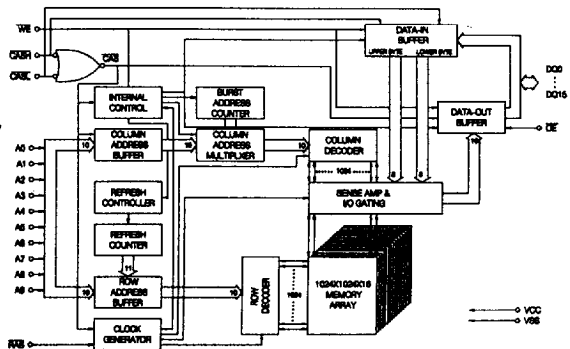 WE
CASH
CASL
CAS
DATA-IN
BUFFER
UPPER BYTE LOWER BYTE
DQ0
DQ15
DATA-OUT
BUFFER
OE
INTERNAL
CONTROL
BURST
ADDRESS
COUNTER
A0
A1
A2
A3
A4
A5
A6
A7
A8
A9
10
COLUMN
ADDRESS
BUFFER
10
COLUMN
ADDRESS
MULTIPLXER
10
COLUMN
DECODER
1024
8
8
16
SENSE AMP &
I/O GATING
REFRESH
CONTROLLER
REFRESH
COUNTER
11
10
ROW
ADDRESS
BUFFER
10
ROW
DECODER
1024
1024X1024X16
MEMORY
ARRAY
RAS
CLOCK
GENERATOR
VCC
VSS